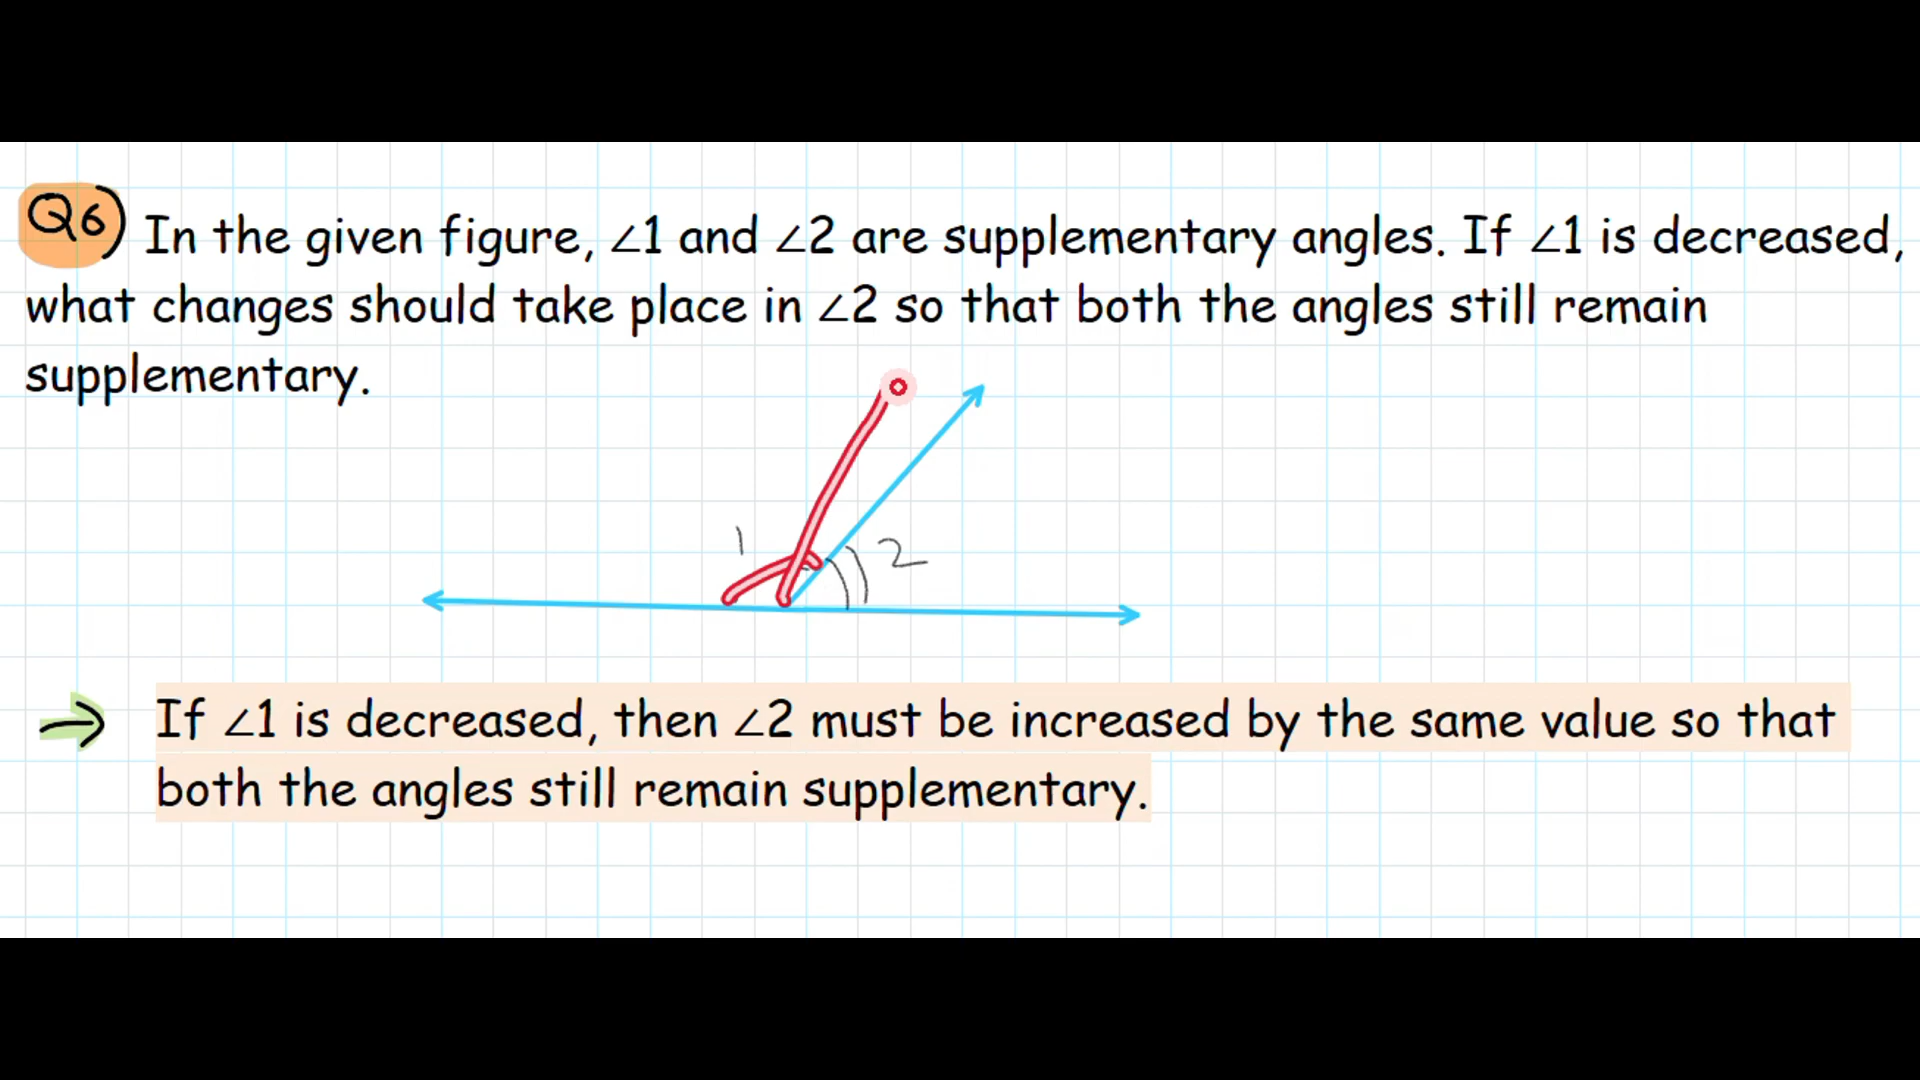 Q6) In the given figure, ∠1 and ∠2 are supplementary angles. If ∠1 is decreased,
what changes should take place in ∠2 so that both the angles still remain
supplementary.
1 2
If ∠1 is decreased, then ∠2 must be increased by the same value so that
both the angles still remain supplementary.